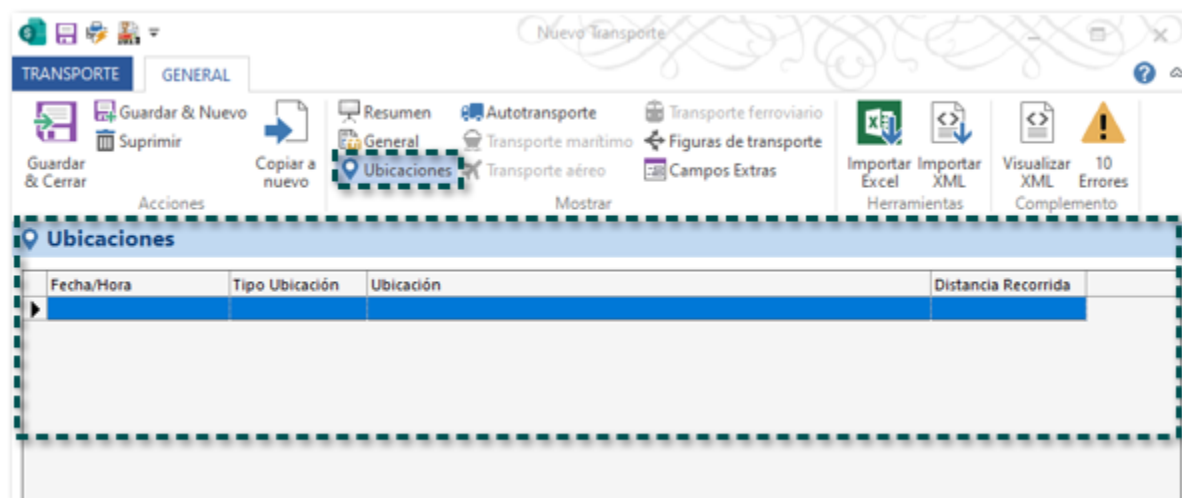 Nuevo Transporte
TRANSPORTE GENERAL
Guardar & Cerrar
Guardar & Nuevo
Suprimir
Copiar a nuevo
Acciones
Resumen
General
Ubicaciones
Autotransporte
Transporte marítimo
Transporte aéreo
Transporte ferroviario
Figuras de transporte
Campos Extras
Mostrar
Importar Excel
Importar XML
Herramientas
Visualizar XML
10 Errores
Complemento
Ubicaciones
Fecha/Hora Tipo Ubicación Ubicación Distancia Recorrida